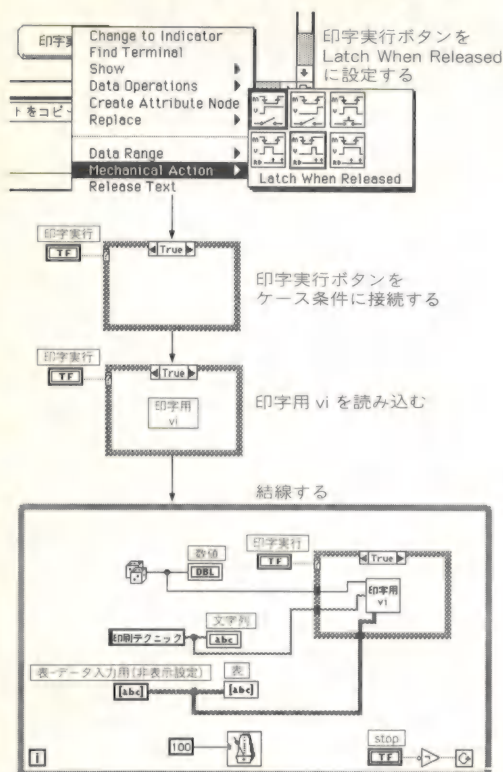 印字実
Change to Indicator
Find Terminal
Show
Data Operations
Create Attribute Node
Replace
Data Range
Mechanical Action
Release Text
トをコピー
Latch When Released
印字実行ボタンを
Latch When Released
に設定する
印字実行
TF
True
印字実行ボタンを
ケース条件に接続する
印字実行
TF
True
印字用
vi
印字用 vi を読み込む
結線する
数値
DBL
印字実行
TF
True
印字用
vi
印刷テクニック
文字列
abc
表-データ入力用(非表示設定)
[abc]
表
[abc]
100
i
stop
TF